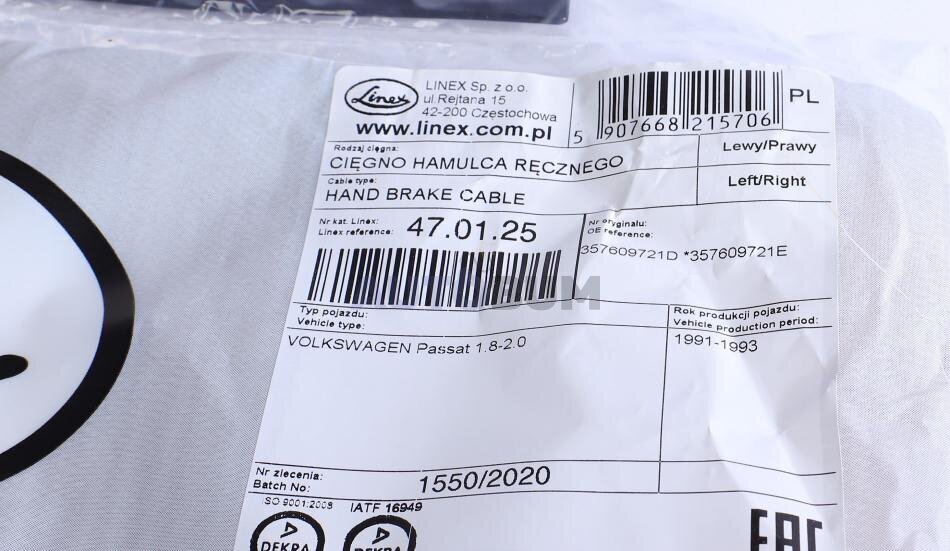 Linex
LINEX Sp. z o.o.
ul.Rejtana 15
42-200 Częstochowa
www.linex.com.pl
5 907668 215706
PL
Rodzaj cięgna:
CIĘGNO HAMULCA RĘCZNEGO
Lewy/Prawy
Cable type:
HAND BRAKE CABLE
Left/Right
Nr kat. Linex:
Linex reference:
47.01.25
Nr oryginału:
OE reference:
357609721D *357609721E
Typ pojazdu:
Vehicle type:
VOLKSWAGEN Passat 1.8-2.0
Rok produkcji pojazdu:
Vehicle production period:
1991-1993
Nr zlecenia:
Batch No:
1550/2020
ISO 9001:2008
IATF 16949
DEKRA
DEKRA
EAC